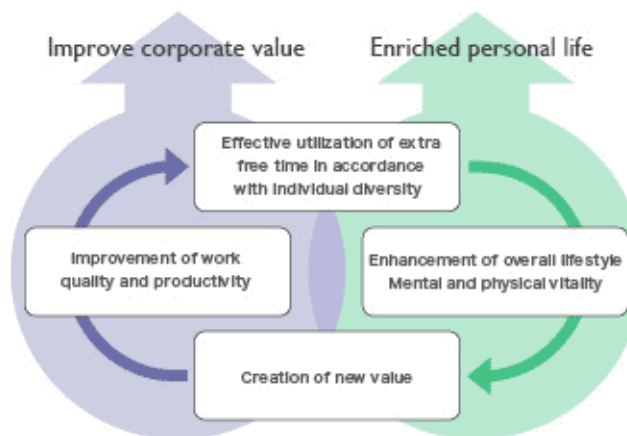 Improve corporate value
Enriched personal life
Effective utilization of extra
free time in accordance
with individual diversity
Improvement of work
quality and productivity
Enhancement of overall lifestyle
Mental and physical vitality
Creation of new value